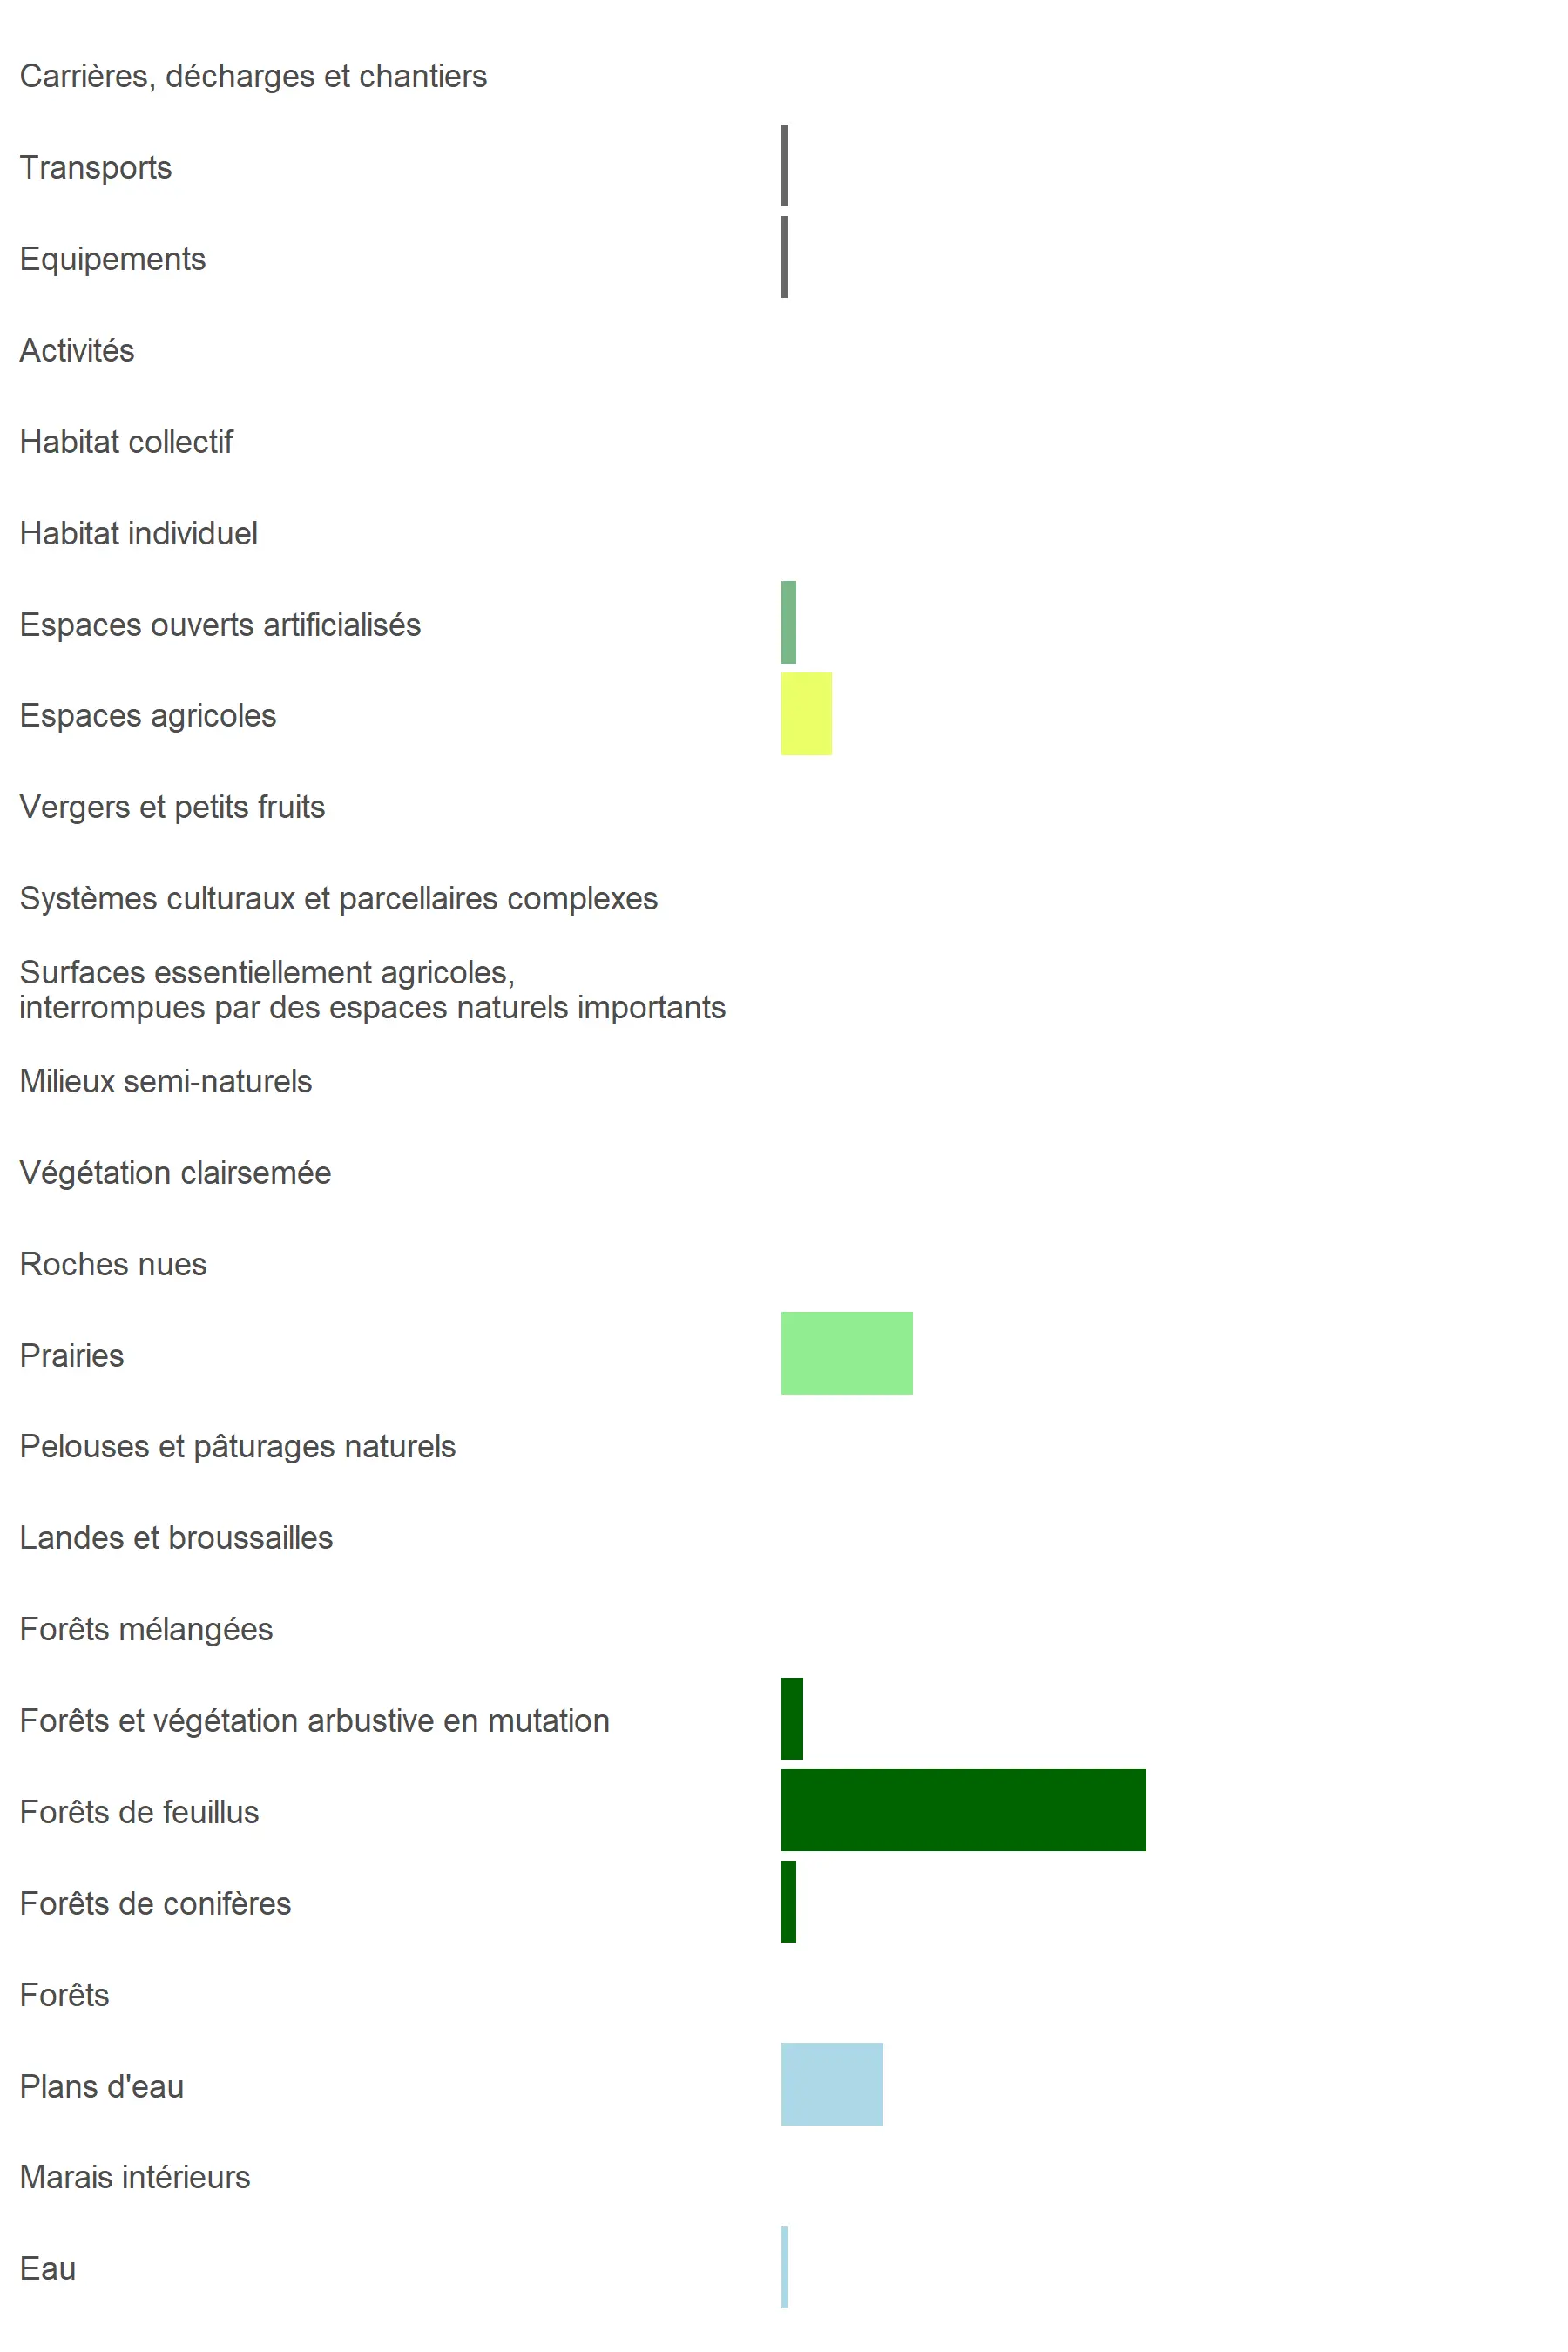 Carrières, décharges et chantiers
Transports
Equipements
Activités
Habitat collectif
Habitat individuel
Espaces ouverts artificialisés
Espaces agricoles
Vergers et petits fruits
Systèmes culturaux et parcellaires complexes
Surfaces essentiellement agricoles,
interrompues par des espaces naturels importants
Milieux semi-naturels
Végétation clairsemée
Roches nues
Prairies
Pelouses et pâturages naturels
Landes et broussailles
Forêts mélangées
Forêts et végétation arbustive en mutation
Forêts de feuillus
Forêts de conifères
Forêts
Plans d'eau
Marais intérieurs
Eau